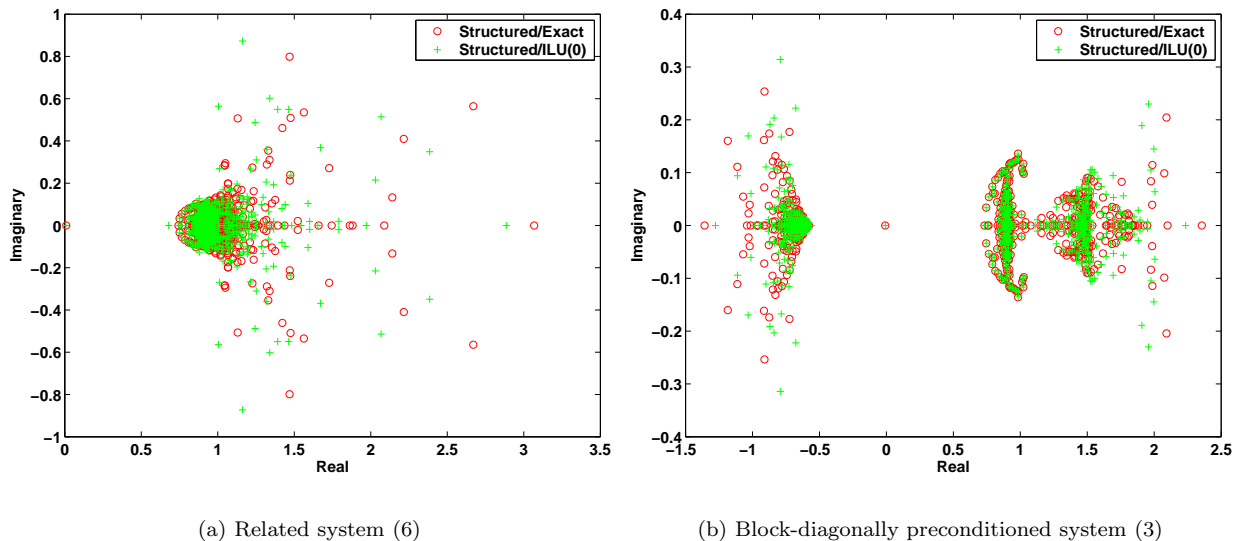 1
0.8
0.6
0.4
0.2
0
−0.2
−0.4
−0.6
−0.8
−1
Imaginary
0 0.5 1 1.5 2 2.5 3 3.5
Real
Structured/Exact
Structured/ILU(0)
(a) Related system (6)
0.4
0.3
0.2
0.1
0
−0.1
−0.2
−0.3
−0.4
Imaginary
−1.5 −1 −0.5 0 0.5 1 1.5 2 2.5
Real
Structured/Exact
Structured/ILU(0)
(b) Block-diagonally preconditioned system (3)